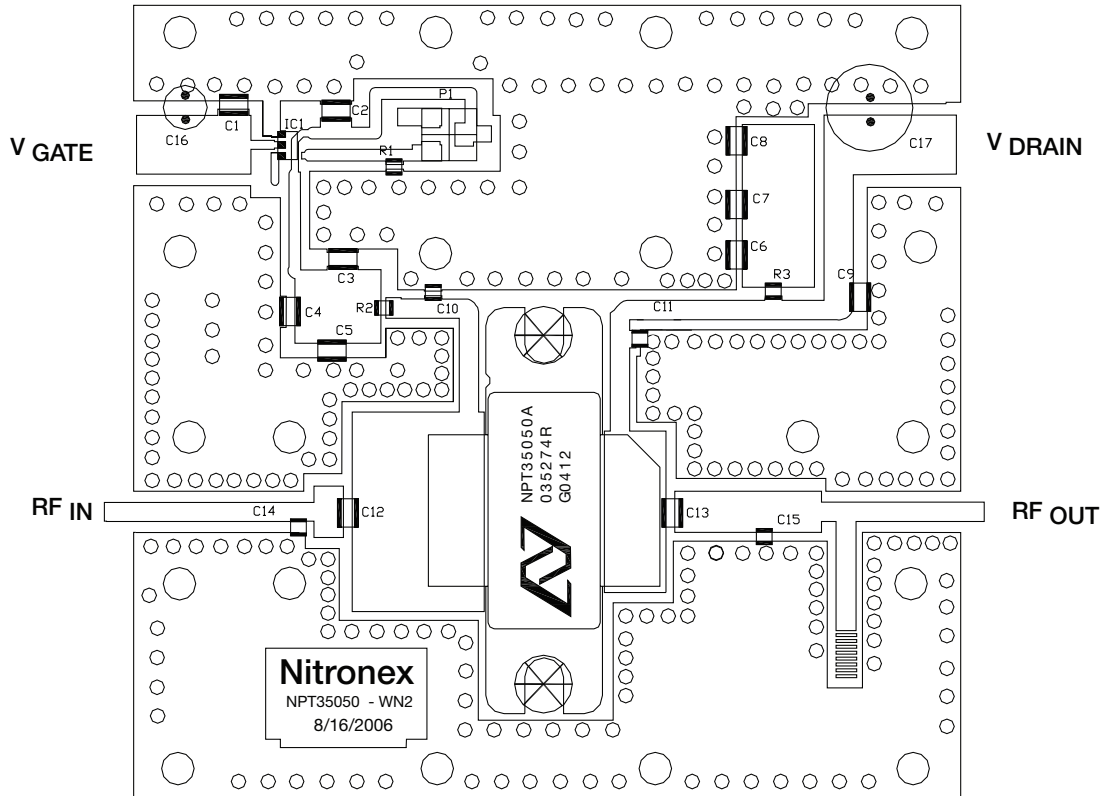 P1
C2
C1
IC1
C16
V GATE
R1
C8
C17
V DRAIN
C7
C6
C3
R3
C9
C4
R2
C10
C11
C5
NPT35050A
035274R
G0412
RF IN
C14
C12
C13
C15
RF OUT
Nitronex
NPT35050 - WN2
8/16/2006